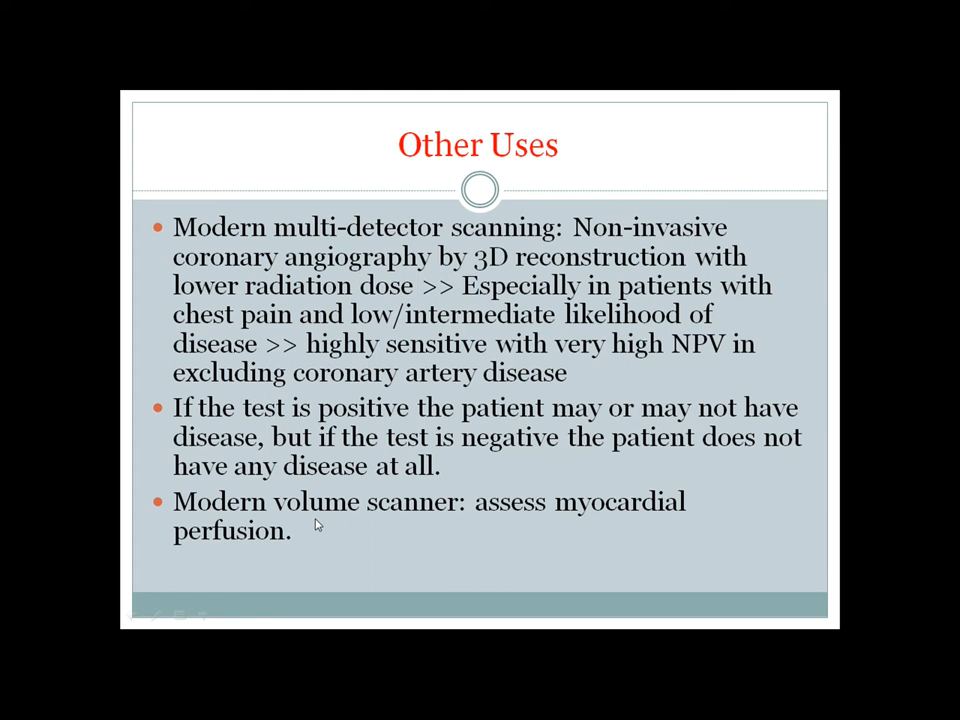 Other Uses
Modern multi-detector scanning: Non-invasive
coronary angiography by 3D reconstruction with
lower radiation dose >> Especially in patients with
chest pain and low/intermediate likelihood of
disease >> highly sensitive with very high NPV in
excluding coronary artery disease
If the test is positive the patient may or may not have
disease, but if the test is negative the patient does not
have any disease at all.
Modern volume scanner: assess myocardial
perfusion.